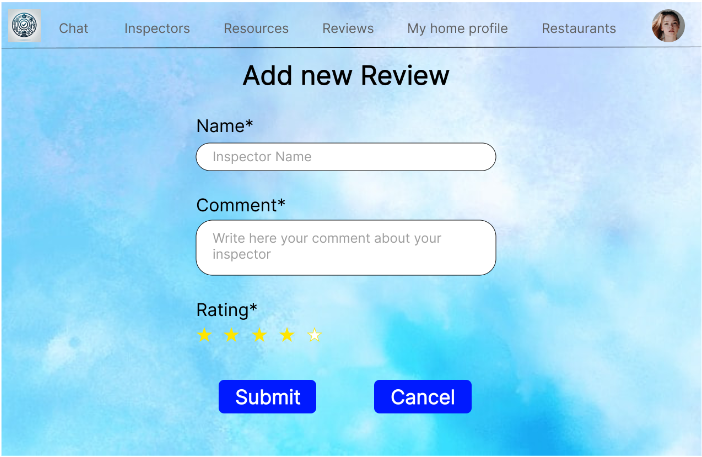 Chat Inspectors Resources Reviews My home profile Restaurants
Add new Review
Name*
Inspector Name
Comment*
Write here your comment about your
inspector
Rating*
Submit Cancel